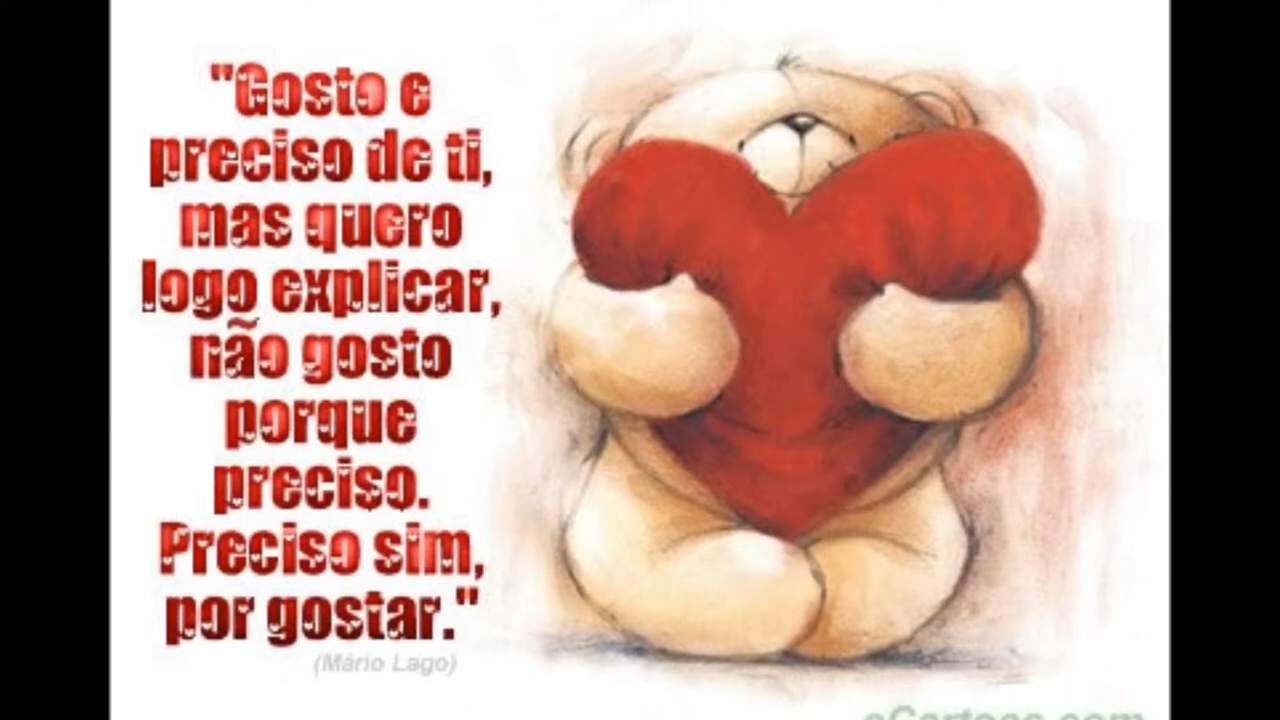 "Gosto e
preciso de ti,
mas quero
logo explicar,
não gosto
porque
preciso.
Preciso sim,
por gostar."
(Mário Lago)